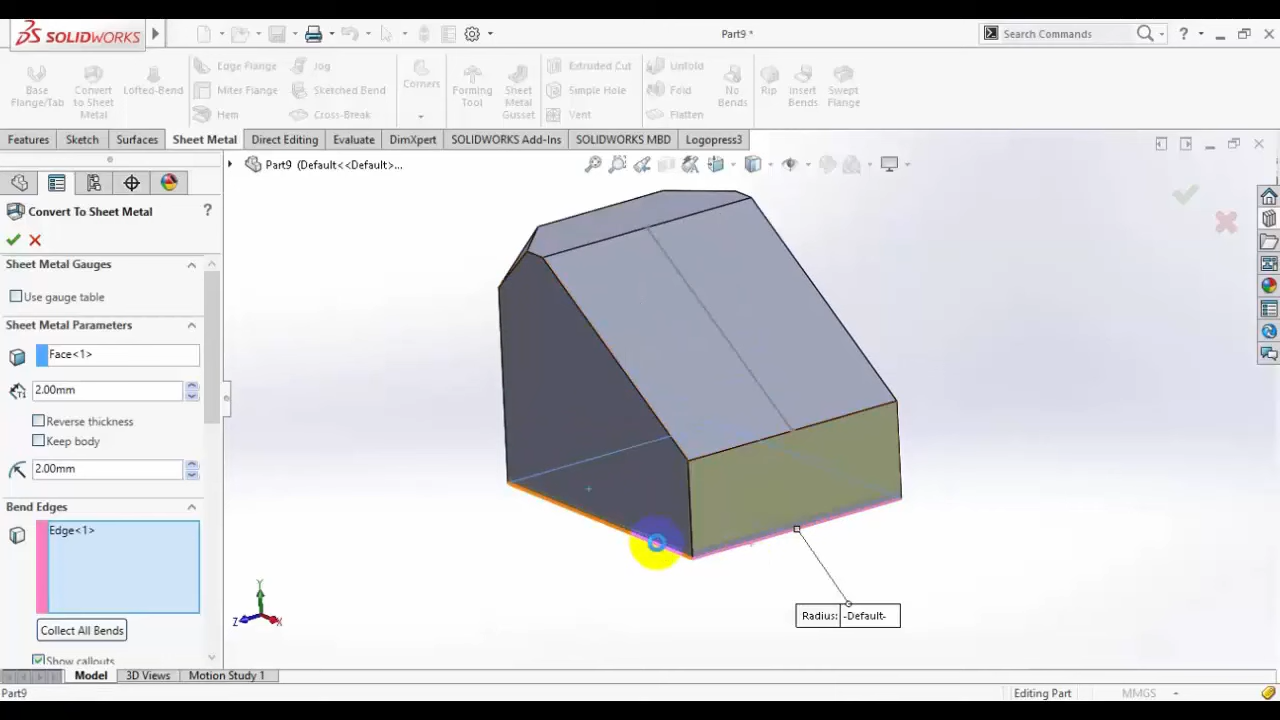 SOLIDWORKS
Part9 *
Search Commands
?
Base Flange/Tab
Convert to Sheet Metal
Lofted-Bend
Edge Flange
Miter Flange
Hem
Jog
Sketched Bend
Cross-Break
Corners
Forming Tool
Sheet Metal Gusset
Extruded Cut
Simple Hole
Vent
Unfold
Fold
Flatten
No Bends
Rip
Insert Bends
Swept Flange
Features
Sketch
Surfaces
Sheet Metal
Direct Editing
Evaluate
DimXpert
SOLIDWORKS Add-Ins
SOLIDWORKS MBD
Logopress3
Part9 (Default<<Default>...
Convert To Sheet Metal
?
Sheet Metal Gauges
Use gauge table
Sheet Metal Parameters
Face<1>
2.00mm
Reverse thickness
Keep body
2.00mm
Bend Edges
Edge<1>
Collect All Bends
Show callouts
Radius: -Default-
Y
Z
X
Model
3D Views
Motion Study 1
Part9
Editing Part
MMGS